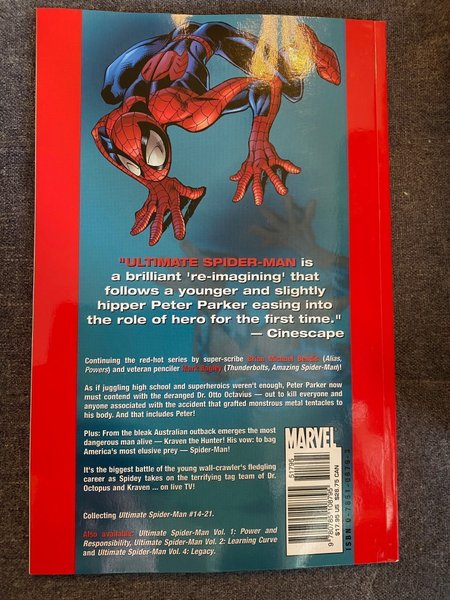 "ULTIMATE SPIDER-MAN is
a brilliant 're-imagining' that
follows a younger and slightly
hipper Peter Parker easing into
the role of hero for the first time."
— Cinescape
Continuing the red-hot series by super-scribe Brian Michael Bendis (Alias,
Powers) and veteran penciler Mark Bagley (Thunderbolts, Amazing Spider-Man)!
As if juggling high school and superheroics weren't enough, Peter Parker now
must contend with the deranged Dr. Otto Octavius — out to kill everyone and
anyone associated with the accident that grafted monstrous metal tentacles to
his body. And that includes Peter!
Plus: From the bleak Australian outback emerges the most
dangerous man alive — Kraven the Hunter! His vow: to bag
America's most elusive prey — Spider-Man!
It's the biggest battle of the young wall-crawler's fledgling
career as Spidey takes on the terrifying tag team of Dr.
Octopus and Kraven ... on live TV!
Collecting Ultimate Spider-Man #14-21.
Also available: Ultimate Spider-Man Vol. 1: Power and
Responsibility, Ultimate Spider-Man Vol. 2: Learning Curve
and Ultimate Spider-Man Vol. 4: Legacy.
MARVEL
51795
$17.95 US $28.75 CAN